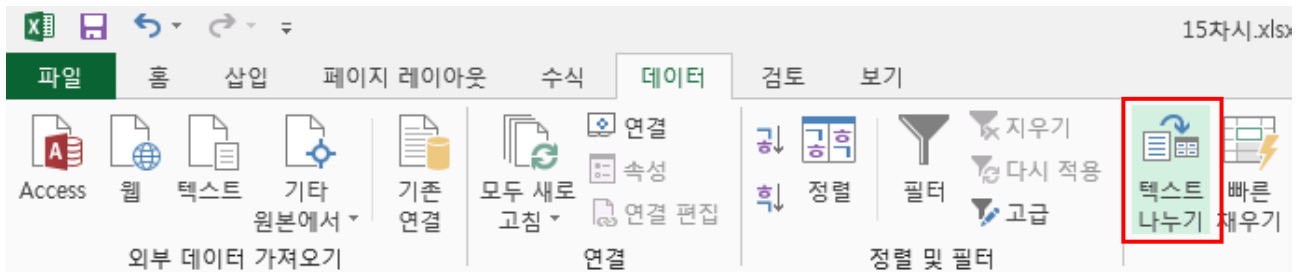 15차시.xlsx
파일 홈 삽입 페이지 레이아웃 수식 데이터 검토 보기
Access 웹 텍스트 기타 원본에서 기존 연결
모두 새로 고침 연결 속성 연결 편집
정렬 필터 지우기 다시 적용 고급
텍스트 나누기 빠른 채우기
외부 데이터 가져오기 연결 정렬 및 필터